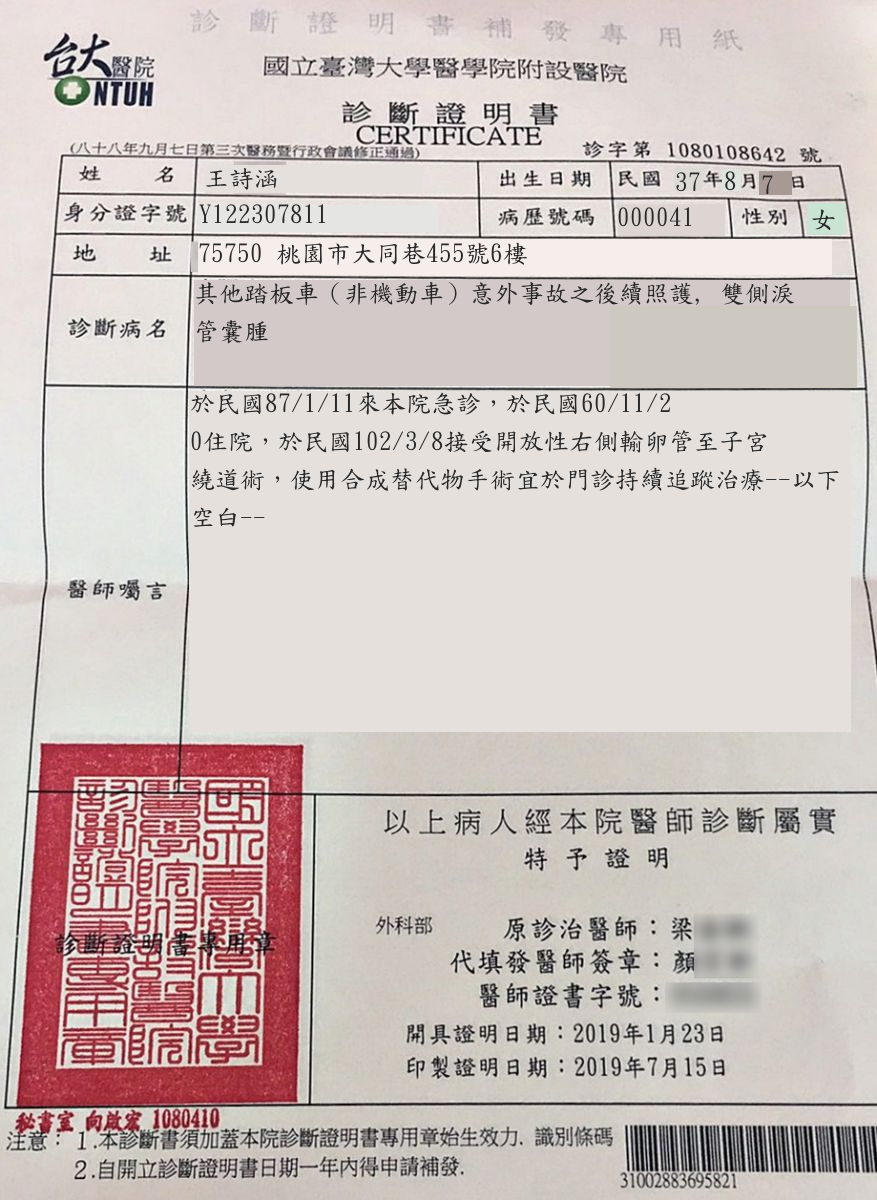 診斷證明書補發專用紙
台大醫院
NTUH
國立臺灣大學醫學院附設醫院
診斷證明書
CERTIFICATE
(八十八年九月七日第三次醫務暨行政會議修正通過)
診字第 1080108642 號
姓名 王詩涵 出生日期 民國 37年8月7日
身分證字號 Y122307811 病歷號碼 000041 性別 女
地址 75750 桃園市大同巷455號6樓
診斷病名
其他踏板車（非機動車）意外事故之後續照護, 雙側淚
管囊腫
醫師囑言
於民國87/1/11來本院急診，於民國60/11/2
0住院，於民國102/3/8接受開放性右側輸卵管至子宮
繞道術，使用合成替代物手術宜於門診持續追蹤治療--以下
空白--
國立臺灣大學
醫學院附設醫院
診斷證明書專用章
診斷證明書專用章
以上病人經本院醫師診斷屬實
特予證明
外科部 原診治醫師：梁
代填發醫師簽章：顏
醫師證書字號：
開具證明日期：2019年1月23日
印製證明日期：2019年7月15日
秘書室 向啟宏 1080410
注意：1.本診斷書須加蓋本院診斷證明書專用章始生效力. 識別條碼
2.自開立診斷證明書日期一年內得申請補發.
31002883695821